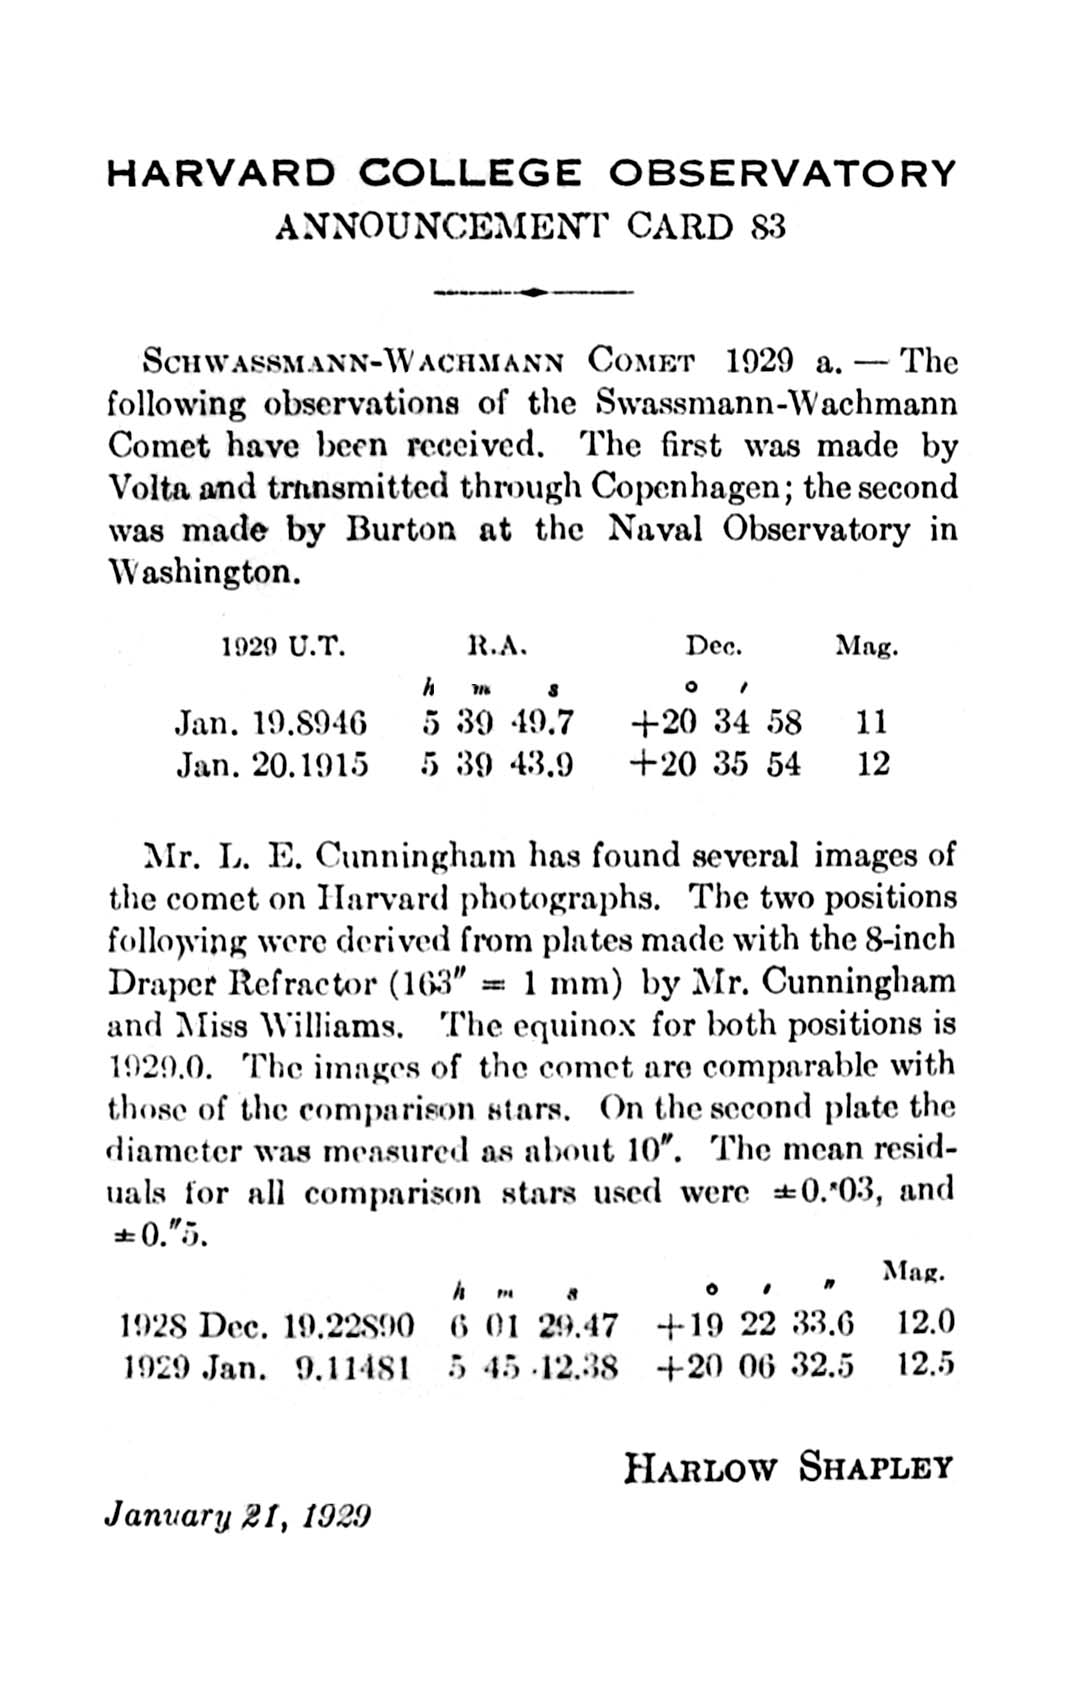 HARVARD COLLEGE OBSERVATORY
ANNOUNCEMENT CARD 83
SCHWASSMANN-WACHMANN COMET 1929 a. — The
following observations of the Swassmann-Wachmann
Comet have been received. The first was made by
Volta and transmitted through Copenhagen; the second
was made by Burton at the Naval Observatory in
Washington.
1929 U.T. R.A. Dec. Mag.
h m s ° ′
Jan. 19.8946 5 39 49.7 +20 34 58 11
Jan. 20.1915 5 39 43.9 +20 35 54 12
Mr. L. E. Cunningham has found several images of
the comet on Harvard photographs. The two positions
following were derived from plates made with the 8-inch
Draper Refractor (163″ = 1 mm) by Mr. Cunningham
and Miss Williams. The equinox for both positions is
1929.0. The images of the comet are comparable with
those of the comparison stars. On the second plate the
diameter was measured as about 10″. The mean resid-
uals for all comparison stars used were ±0.ˢ03, and
±0.″5.
h m s ° ′ ″ Mag.
1928 Dec. 19.22890 6 01 29.47 +19 22 33.6 12.0
1929 Jan. 9.11481 5 45 12.38 +20 06 32.5 12.5
HARLOW SHAPLEY
January 21, 1929